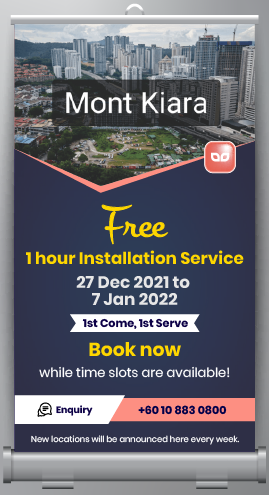 Mont Kiara
Free
1 hour Installation Service
27 Dec 2021 to
7 Jan 2022
1st Come, 1st Serve
Book now
while time slots are available!
Enquiry
+60 10 883 0800
New locations will be announced here every week.